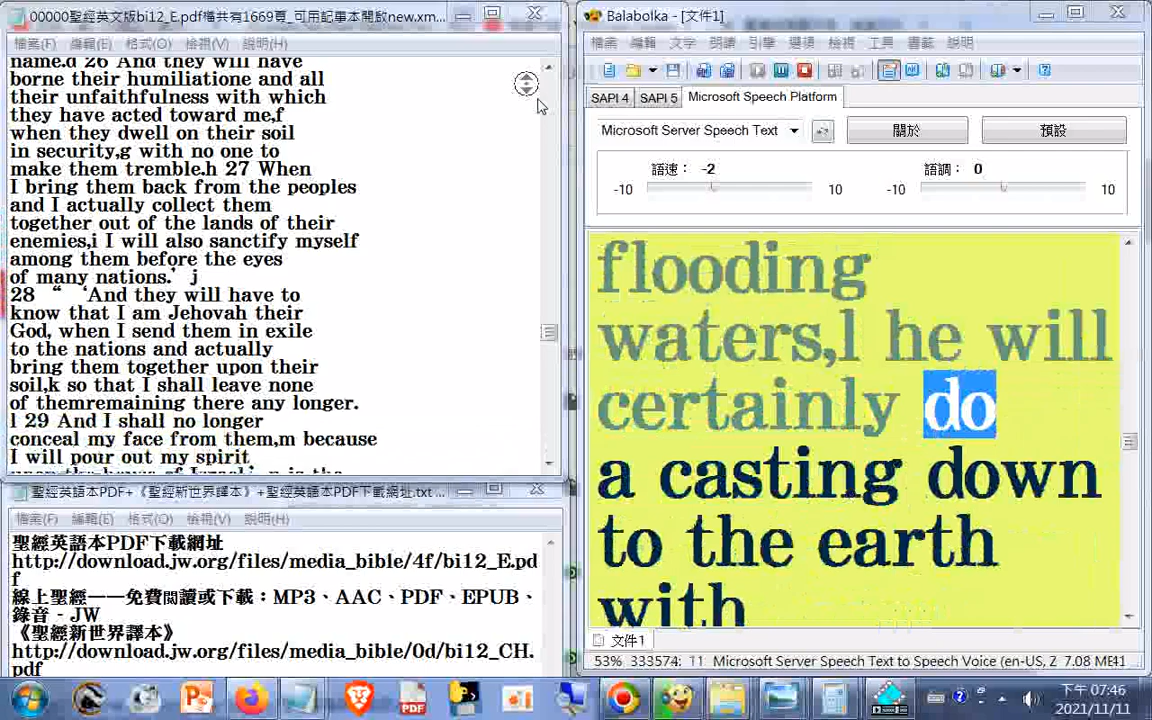 00000聖經英文版bi12_E.pdf檔共有1669頁_可用記事本開啟new.xm...
檔案(F) 編輯(E) 格式(O) 檢視(V) 說明(H)
name.d 26 And they will have
borne their humiliatione and all
their unfaithfulness with which
they have acted toward me,f
when they dwell on their soil
in security,g with no one to
make them tremble.h 27 When
I bring them back from the peoples
and I actually collect them
together out of the lands of their
enemies,i I will also sanctify myself
among them before the eyes
of many nations.’ j
28 “ ‘And they will have to
know that I am Jehovah their
God, when I send them in exile
to the nations and actually
bring them together upon their
soil,k so that I shall leave none
of themremaining there any longer.
l 29 And I shall no longer
conceal my face from them,m because
I will pour out my spirit
聖經英語本PDF+《聖經新世界譯本》+聖經英語本PDF下載網址.txt ...
檔案(F) 編輯(E) 格式(O) 檢視(V) 說明(H)
聖經英語本PDF下載網址
http://download.jw.org/files/media_bible/4f/bi12_E.pd
f
線上聖經——免費閱讀或下載：MP3、AAC、PDF、EPUB、
錄音 - JW
《聖經新世界譯本》
http://download.jw.org/files/media_bible/0d/bi12_CH.
pdf
Balabolka - [文件1]
檔案 編輯 文字 朗讀 引擎 選項 檢視 工具 書籤 說明
SAPI 4 SAPI 5 Microsoft Speech Platform
Microsoft Server Speech Text 關於 預設
語速： -2 語調： 0
-10 10 -10 10
flooding
waters,l he will
certainly do
a casting down
to the earth
with
文件1
53% 333574: 11 Microsoft Server Speech Text to Speech Voice (en-US, Z 7.08 ME41
下午 07:46
2021/11/11